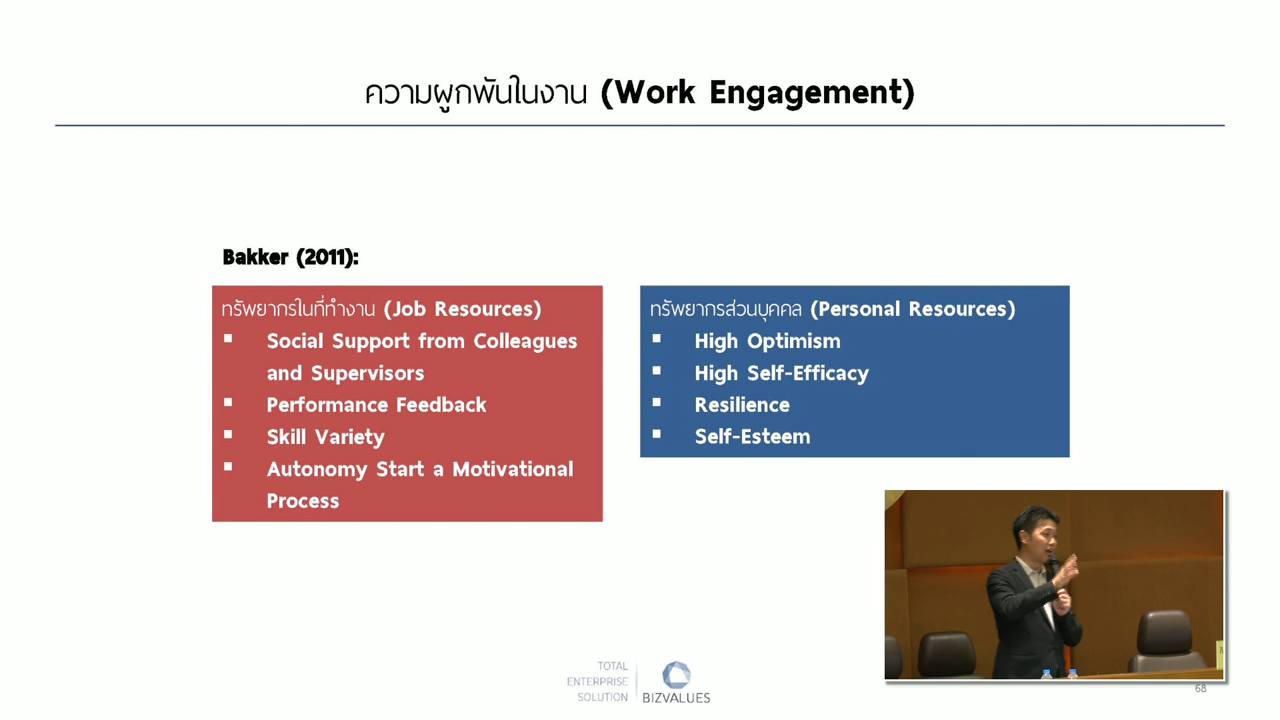 ความผูกพันในงาน (Work Engagement)
Bakker (2011):
ทรัพยากรในที่ทำงาน (Job Resources)
▪ Social Support from Colleagues
and Supervisors
▪ Performance Feedback
▪ Skill Variety
▪ Autonomy Start a Motivational
Process
ทรัพยากรส่วนบุคคล (Personal Resources)
▪ High Optimism
▪ High Self-Efficacy
▪ Resilience
▪ Self-Esteem
TOTAL
ENTERPRISE
SOLUTION
BIZVALUES
68